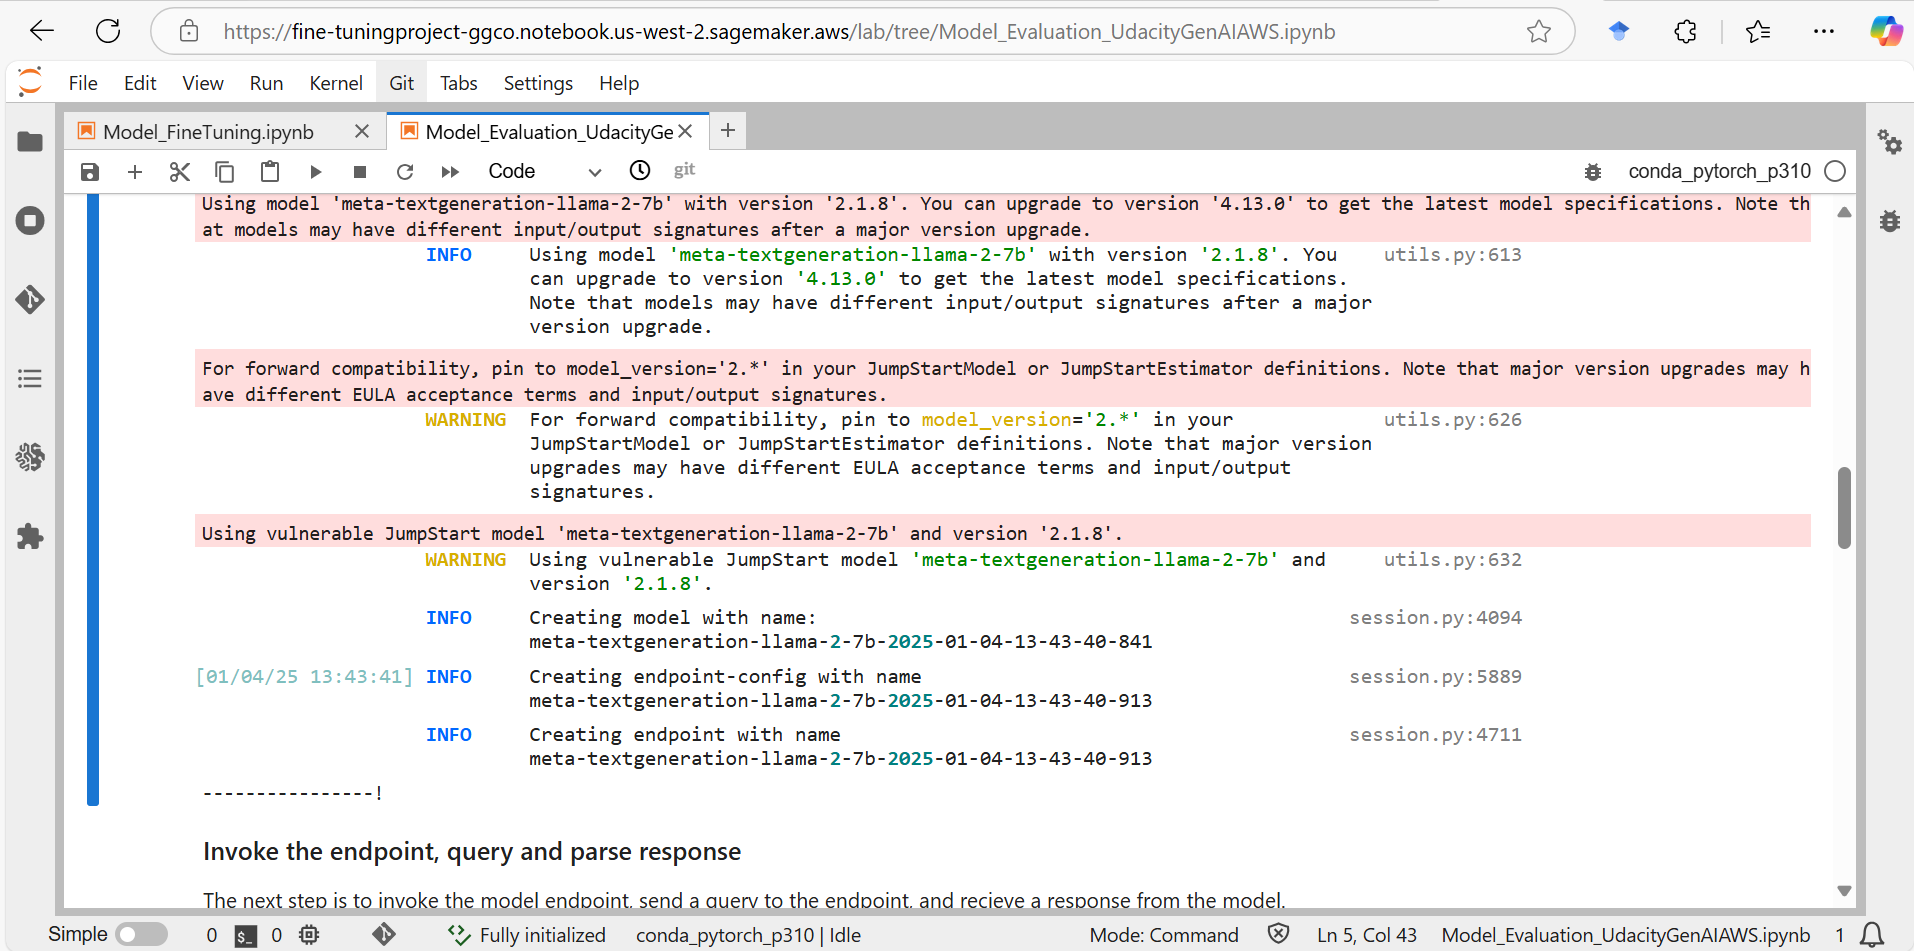 https://fine-tuningproject-ggco.notebook.us-west-2.sagemaker.aws/lab/tree/Model_Evaluation_UdacityGenAIAWS.ipynb
File Edit View Run Kernel Git Tabs Settings Help
Model_FineTuning.ipynb Model_Evaluation_UdacityGe
Code git conda_pytorch_p310
Using model 'meta-textgeneration-llama-2-7b' with version '2.1.8'. You can upgrade to version '4.13.0' to get the latest model specifications. Note th
at models may have different input/output signatures after a major version upgrade.
INFO Using model 'meta-textgeneration-llama-2-7b' with version '2.1.8'. You utils.py:613
can upgrade to version '4.13.0' to get the latest model specifications.
Note that models may have different input/output signatures after a major
version upgrade.
For forward compatibility, pin to model_version='2.*' in your JumpStartModel or JumpStartEstimator definitions. Note that major version upgrades may h
ave different EULA acceptance terms and input/output signatures.
WARNING For forward compatibility, pin to model_version='2.*' in your utils.py:626
JumpStartModel or JumpStartEstimator definitions. Note that major version
upgrades may have different EULA acceptance terms and input/output
signatures.
Using vulnerable JumpStart model 'meta-textgeneration-llama-2-7b' and version '2.1.8'.
WARNING Using vulnerable JumpStart model 'meta-textgeneration-llama-2-7b' and utils.py:632
version '2.1.8'.
INFO Creating model with name: session.py:4094
meta-textgeneration-llama-2-7b-2025-01-04-13-43-40-841
[01/04/25 13:43:41] INFO Creating endpoint-config with name session.py:5889
meta-textgeneration-llama-2-7b-2025-01-04-13-43-40-913
INFO Creating endpoint with name session.py:4711
meta-textgeneration-llama-2-7b-2025-01-04-13-43-40-913
----------------!
Invoke the endpoint, query and parse response
The next step is to invoke the model endpoint, send a query to the endpoint, and recieve a response from the model.
Simple 0 $_ 0 Fully initialized conda_pytorch_p310 | Idle Mode: Command Ln 5, Col 43 Model_Evaluation_UdacityGenAIAWS.ipynb 1